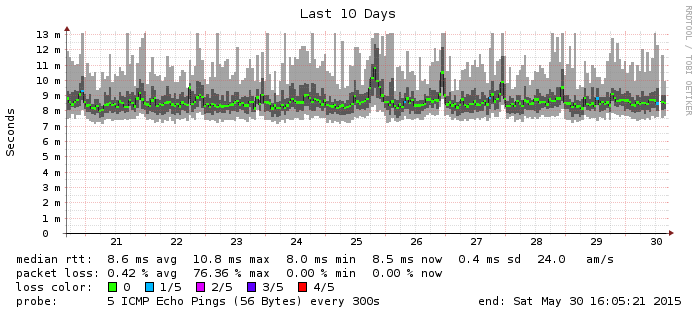 Last 10 Days
RRDTOOL / TOBI OETIKER
Seconds
13 m
12 m
11 m
10 m
9 m
8 m
7 m
6 m
5 m
4 m
3 m
2 m
1 m
0
21 22 23 24 25 26 27 28 29 30
median rtt: 8.6 ms avg 10.8 ms max 8.0 ms min 8.5 ms now 0.4 ms sd 24.0 am/s
packet loss: 0.42 % avg 76.36 % max 0.00 % min 0.00 % now
loss color: 0 1/5 2/5 3/5 4/5
probe: 5 ICMP Echo Pings (56 Bytes) every 300s end: Sat May 30 16:05:21 2015